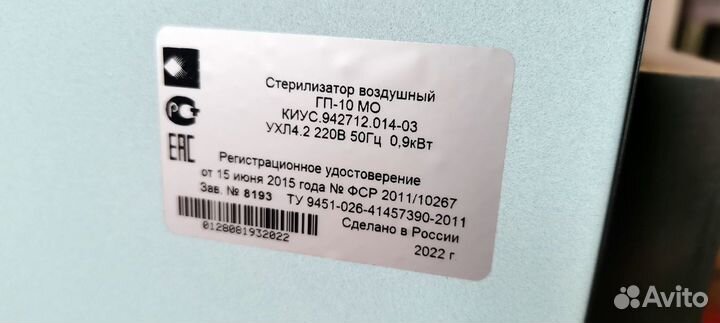 Стерилизатор воздушный
ГП-10 МО
КИУС.942712.014-03
УХЛ4.2 220В 50Гц 0,9кВт
Регистрационное удостоверение
от 15 июня 2015 года № ФСР 2011/10267
Зав. № 8193 ТУ 9451-026-41457390-2011
0128081932022
Сделано в России
2022 г
РСТ
EAC
Avito